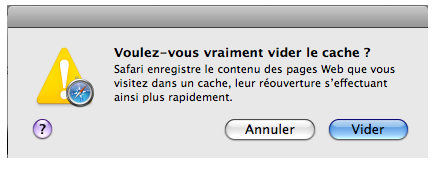 Voulez-vous vraiment vider le cache ?
Safari enregistre le contenu des pages Web que vous
visitez dans un cache, leur réouverture s'effectuant
ainsi plus rapidement.
?
Annuler
Vider